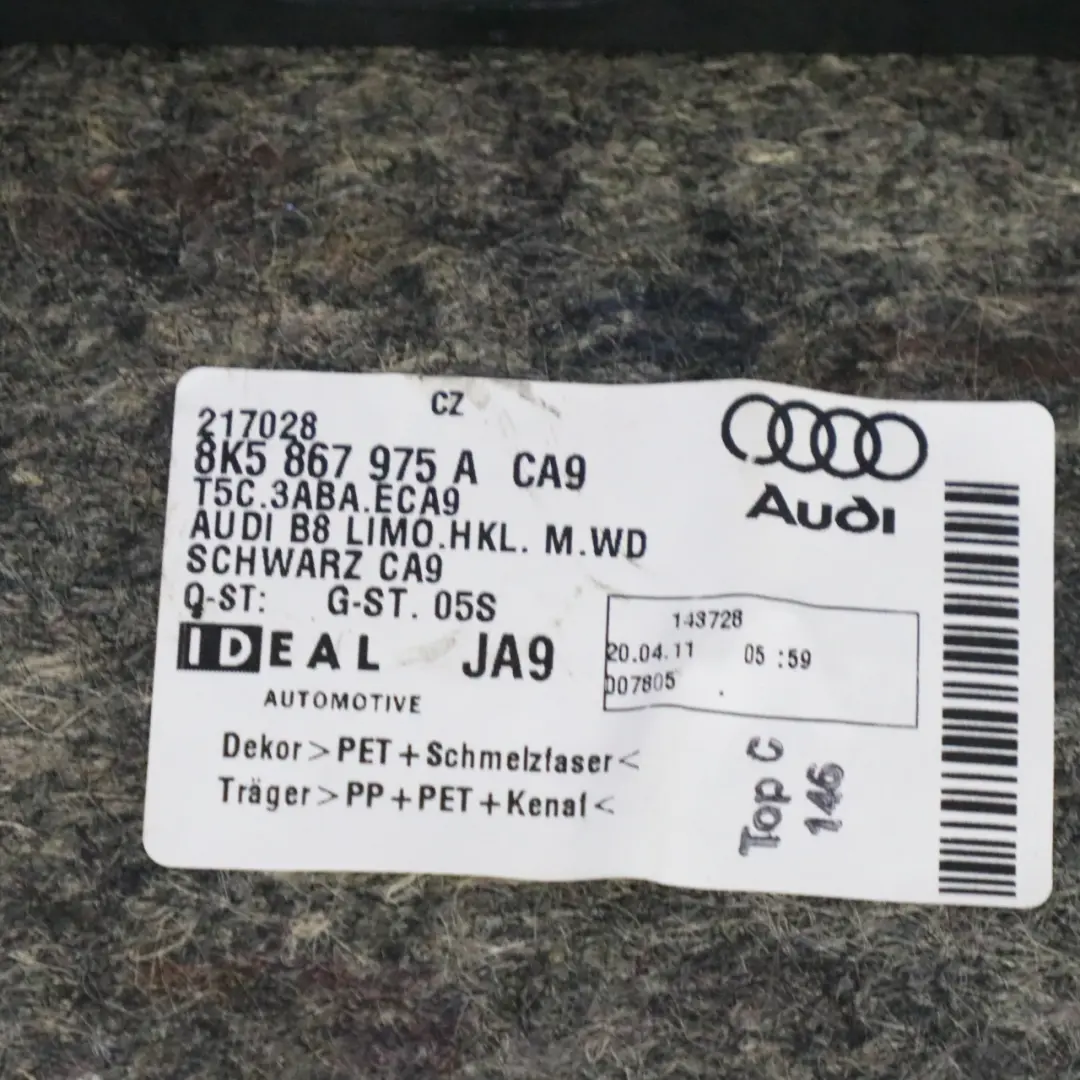 CZ
217028
8K5 867 975 A CA9
T5C.3ABA.ECA9
AUDI B8 LIMO.HKL. M.WD
SCHWARZ CA9
Q-ST: G-ST. 05S
IDEAL JA9
AUTOMOTIVE
Dekor>PET+Schmelzfaser<
Träger>PP+PET+Kenaf<
Audi
143728
20.04.11 05 :59
007805 .
Top C
146